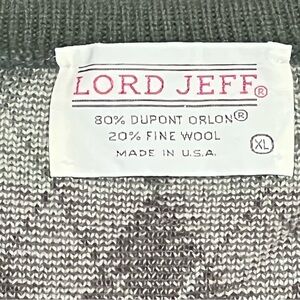 LORD JEFF®
80% DUPONT ORLON®
20% FINE WOOL
MADE IN U.S.A.
XL